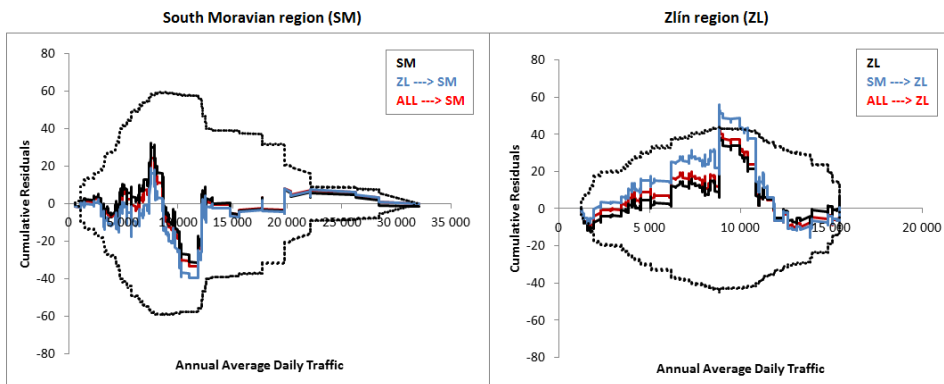 South Moravian region (SM)
Zlín region (ZL)
80
60
40
20
0
-20
-40
-60
-80
Cumulative Residuals
0
5 000
10 000
15 000
20 000
25 000
30 000
35 000
Annual Average Daily Traffic
SM
ZL ---> SM
ALL ---> SM
80
60
40
20
0
-20
-40
-60
-80
Cumulative Residuals
0
5 000
10 000
15 000
20 000
Annual Average Daily Traffic
ZL
SM ---> ZL
ALL ---> ZL